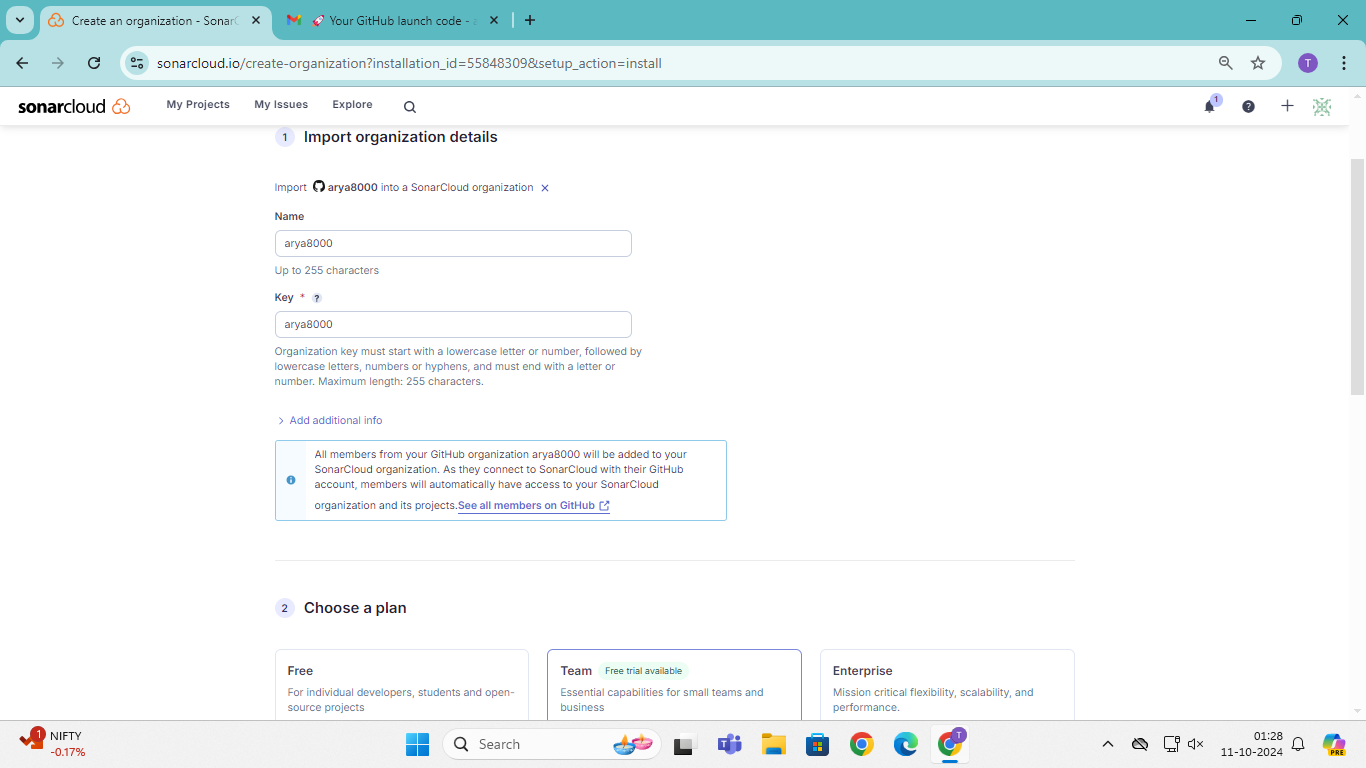 Create an organization - SonarC
Your GitHub launch code - a
sonarcloud.io/create-organization?installation_id=55848309&setup_action=install
T
sonarcloud
My Projects
My Issues
Explore
1
?
1 Import organization details
Import arya8000 into a SonarCloud organization
Name
arya8000
Up to 255 characters
Key * ?
arya8000
Organization key must start with a lowercase letter or number, followed by
lowercase letters, numbers or hyphens, and must end with a letter or
number. Maximum length: 255 characters.
Add additional info
All members from your GitHub organization arya8000 will be added to your
SonarCloud organization. As they connect to SonarCloud with their GitHub
account, members will automatically have access to your SonarCloud
organization and its projects.See all members on GitHub
2 Choose a plan
Free
For individual developers, students and open-
source projects
Team Free trial available
Essential capabilities for small teams and
business
Enterprise
Mission critical flexibility, scalability, and
performance.
1
NIFTY
-0.17%
Search
T
01:28
11-10-2024
PRE